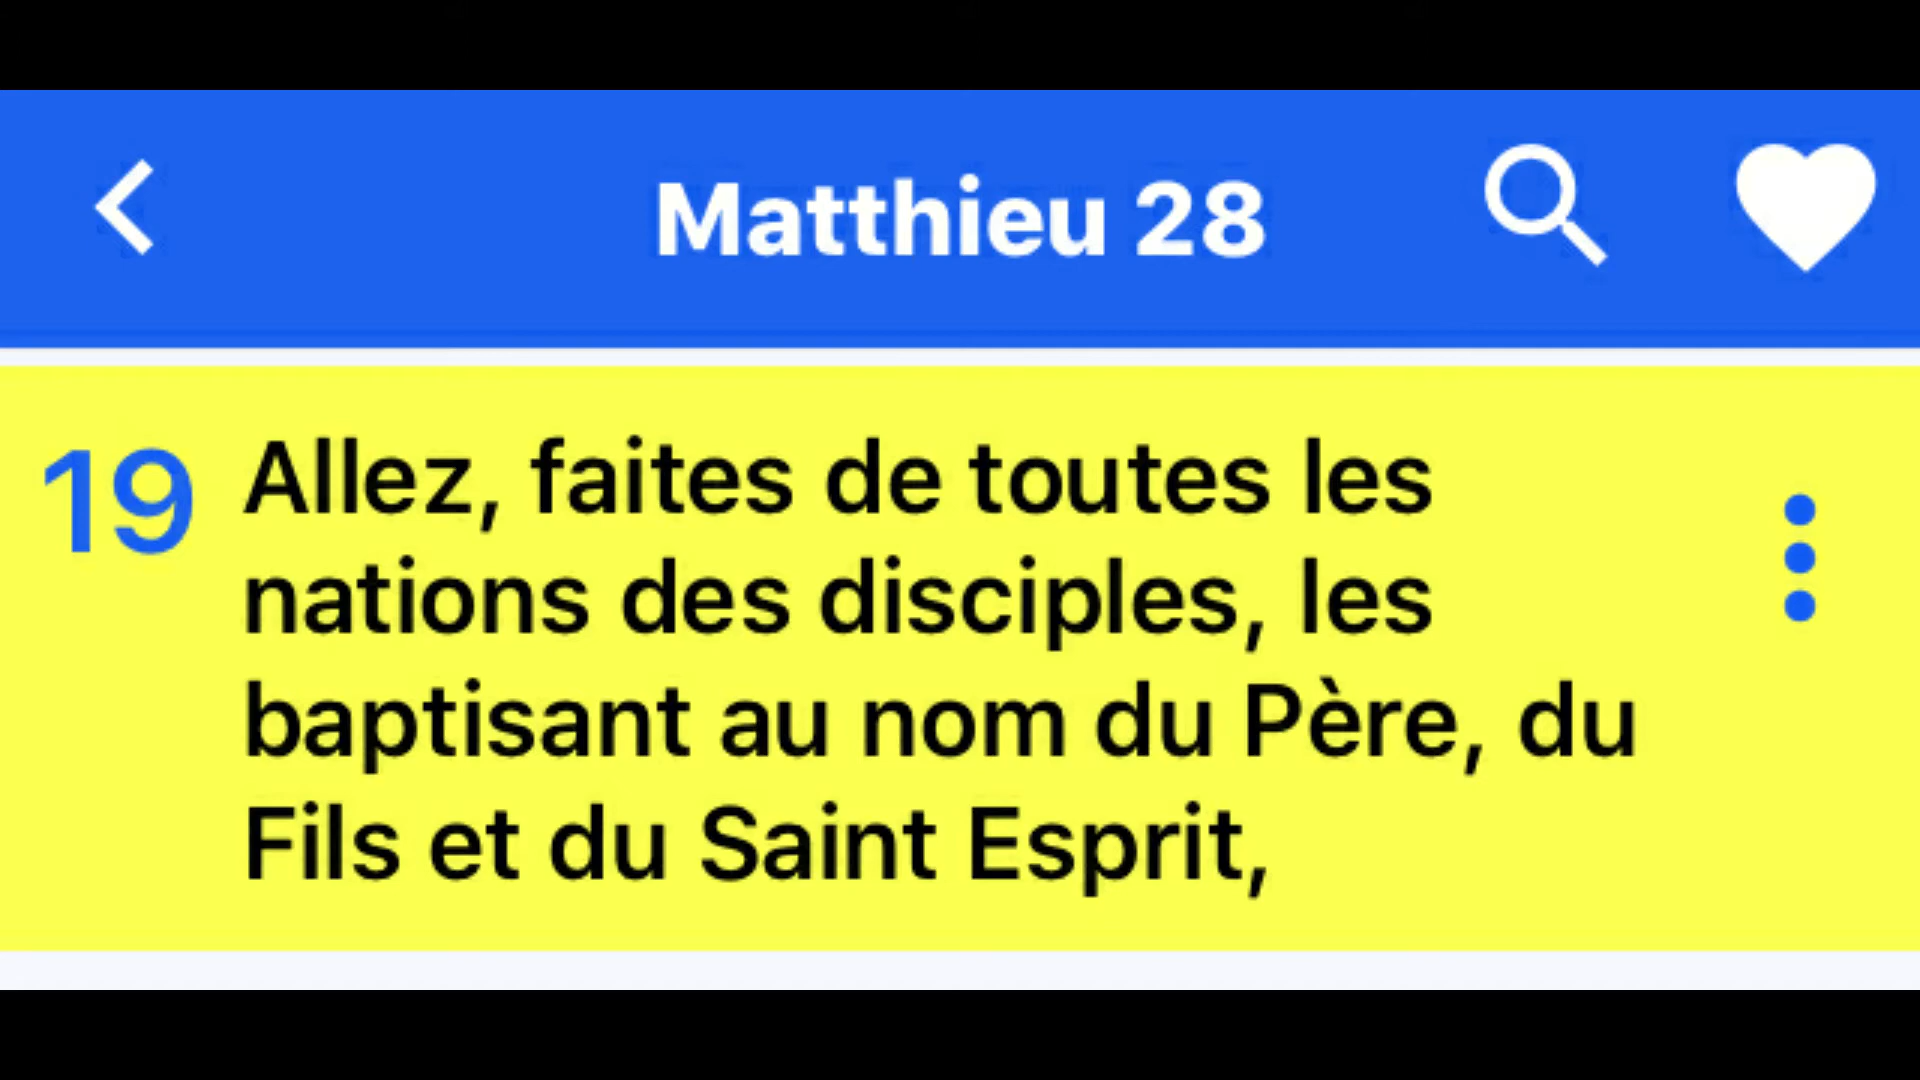 Matthieu 28
19 Allez, faites de toutes les
nations des disciples, les
baptisant au nom du Père, du
Fils et du Saint Esprit,